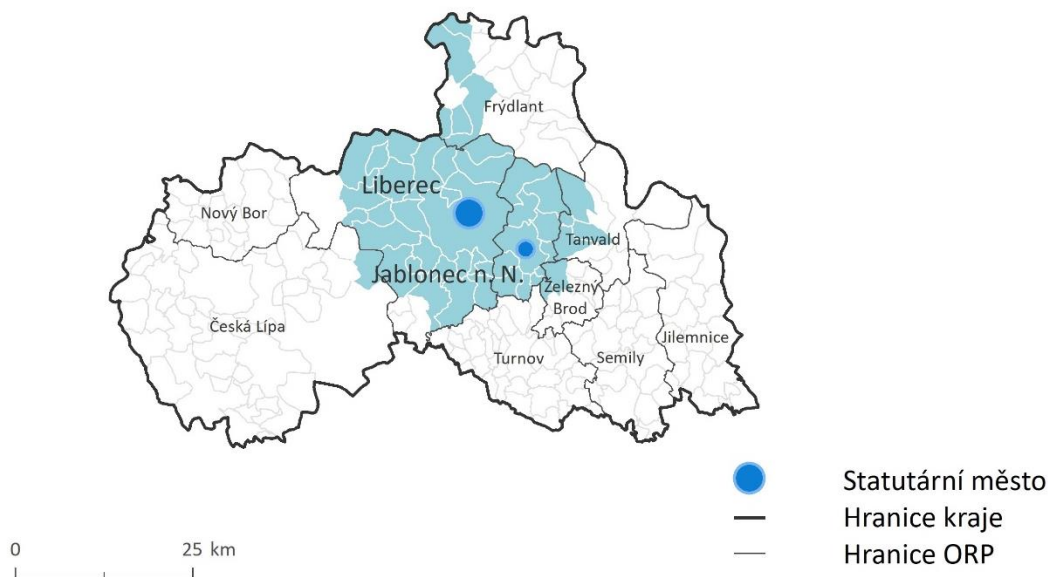 Frýdlant
Liberec
Nový Bor
Tanvald
Jablonec n. N.
Železný
Brod
Česká Lípa
Turnov
Semily
Jilemnice
Statutární město
Hranice kraje
Hranice ORP
0 25 km